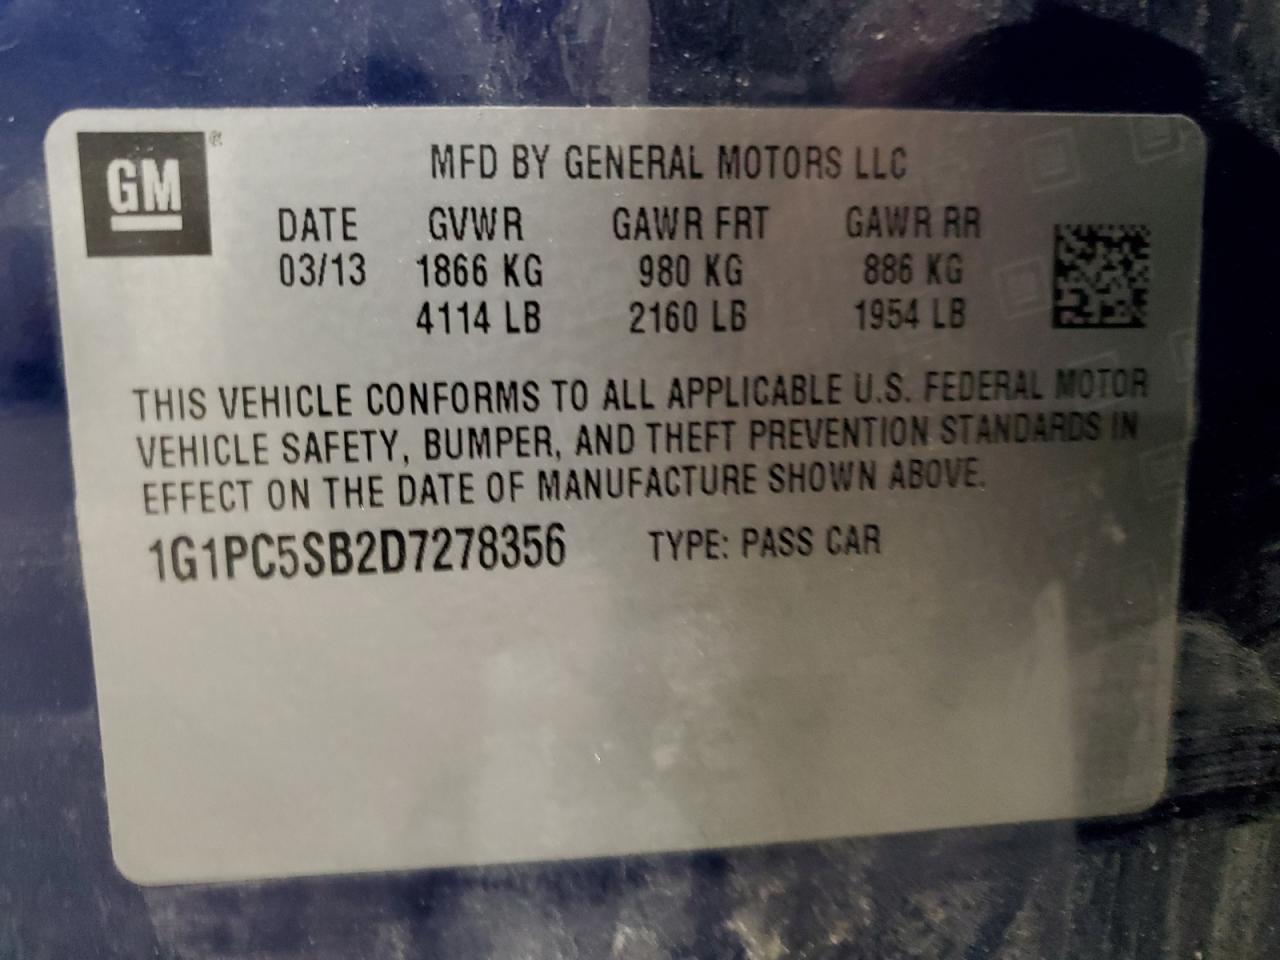 GM®
MFD BY GENERAL MOTORS LLC
DATE GVWR GAWR FRT GAWR RR
03/13 1866 KG 980 KG 886 KG
4114 LB 2160 LB 1954 LB
THIS VEHICLE CONFORMS TO ALL APPLICABLE U.S. FEDERAL MOTOR
VEHICLE SAFETY, BUMPER, AND THEFT PREVENTION STANDARDS IN
EFFECT ON THE DATE OF MANUFACTURE SHOWN ABOVE.
1G1PC5SB2D7278356 TYPE: PASS CAR